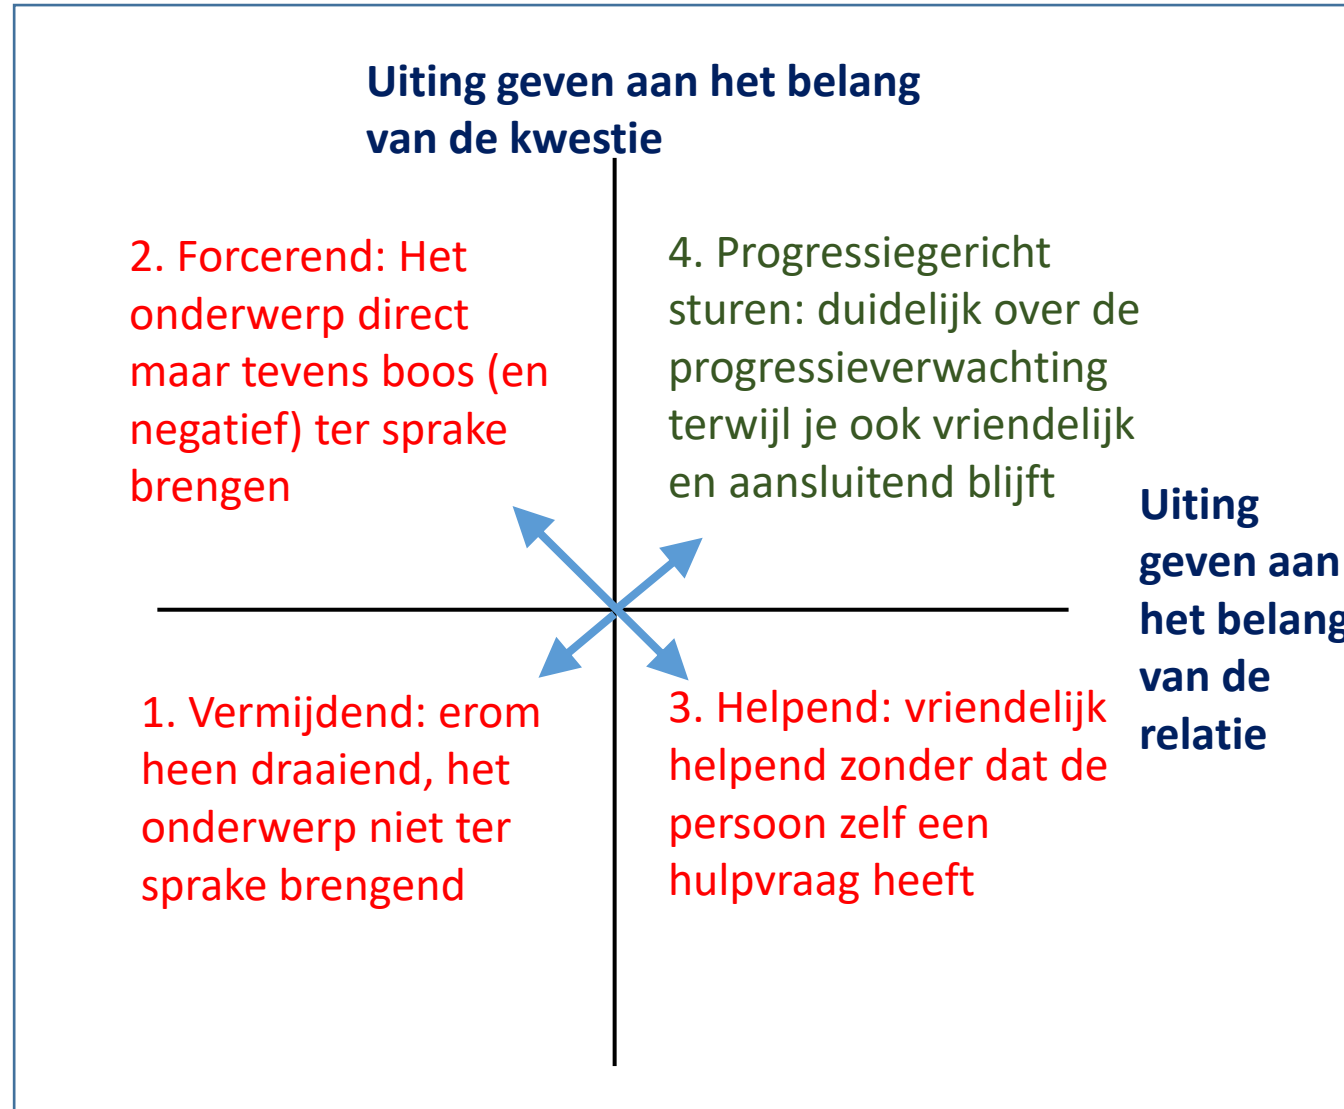 Uiting geven aan het belang
van de kwestie
2. Forcerend: Het
onderwerp direct
maar tevens boos (en
negatief) ter sprake
brengen
4. Progressiegericht
sturen: duidelijk over de
progressieverwachting
terwijl je ook vriendelijk
en aansluitend blijft
Uiting
geven aan
het belang
van de
relatie
1. Vermijdend: erom
heen draaiend, het
onderwerp niet ter
sprake brengend
3. Helpend: vriendelijk
helpend zonder dat de
persoon zelf een
hulpvraag heeft